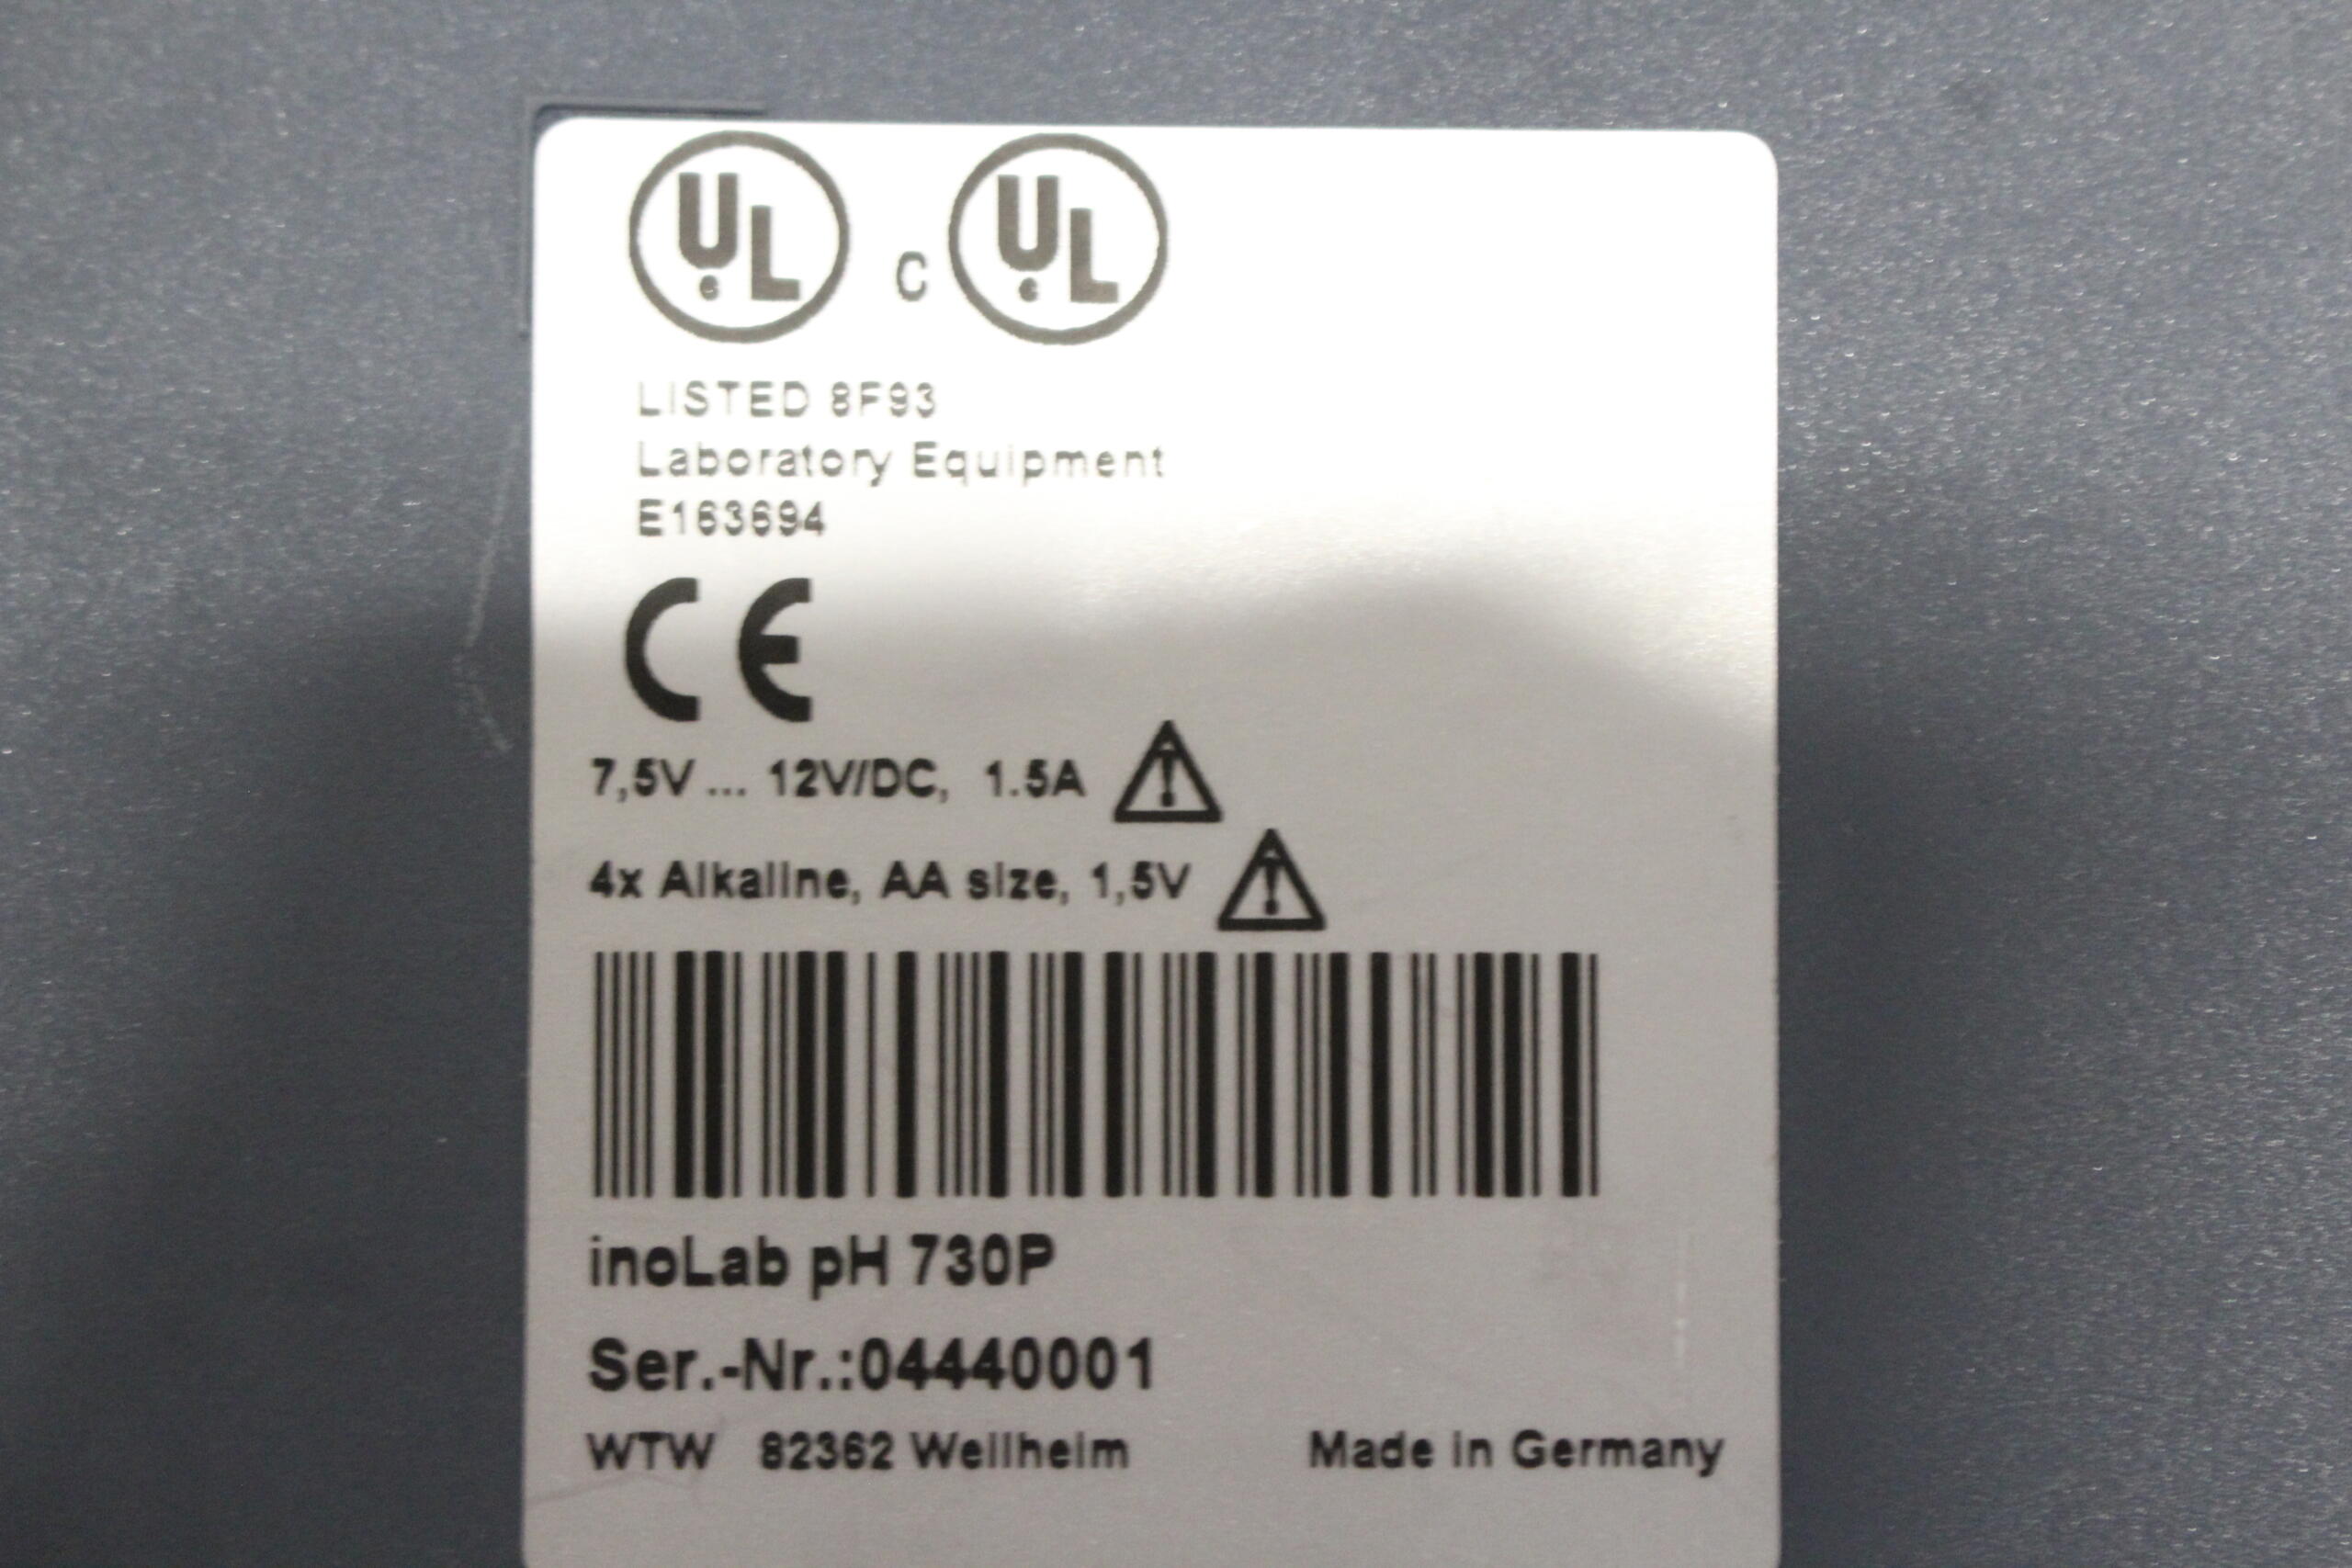 UL c UL
LISTED 8F93
Laboratory Equipment
E163694
CE
7,5V ... 12V/DC, 1.5A
4x Alkaline, AA size, 1,5V
inoLab pH 730P
Ser.-Nr.:04440001
WTW 82362 Weilheim Made in Germany